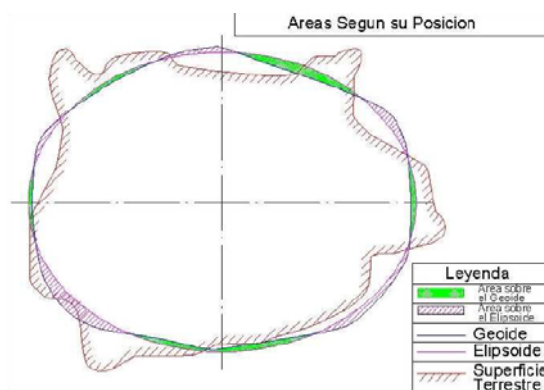 Areas Segun su Posicion
Leyenda
Area sobre
el Geoide
Area sobre
el Elipsoide
Geoide
Elipsoide
Superficie
Terrestre